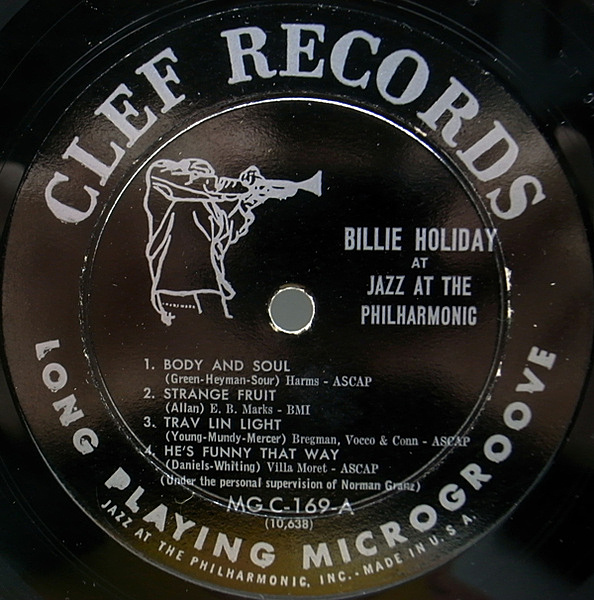 CLEF RECORDS
BILLIE HOLIDAY
AT
JAZZ AT THE
PHILHARMONIC
1. BODY AND SOUL
(Green-Heyman-Sour) Harms - ASCAP
2. STRANGE FRUIT
(Allan) E. B. Marks - BMI
3. TRAV LIN LIGHT
(Young-Mundy-Mercer) Bregman, Vocco & Conn - ASCAP
4. HE'S FUNNY THAT WAY
(Daniels-Whiting) Villa Moret - ASCAP
(Under the personal supervision of Norman Granz)
MG C-169-A
(10,638)
LONG PLAYING MICROGROOVE
JAZZ AT THE PHILHARMONIC, INC. - MADE IN U.S.A.